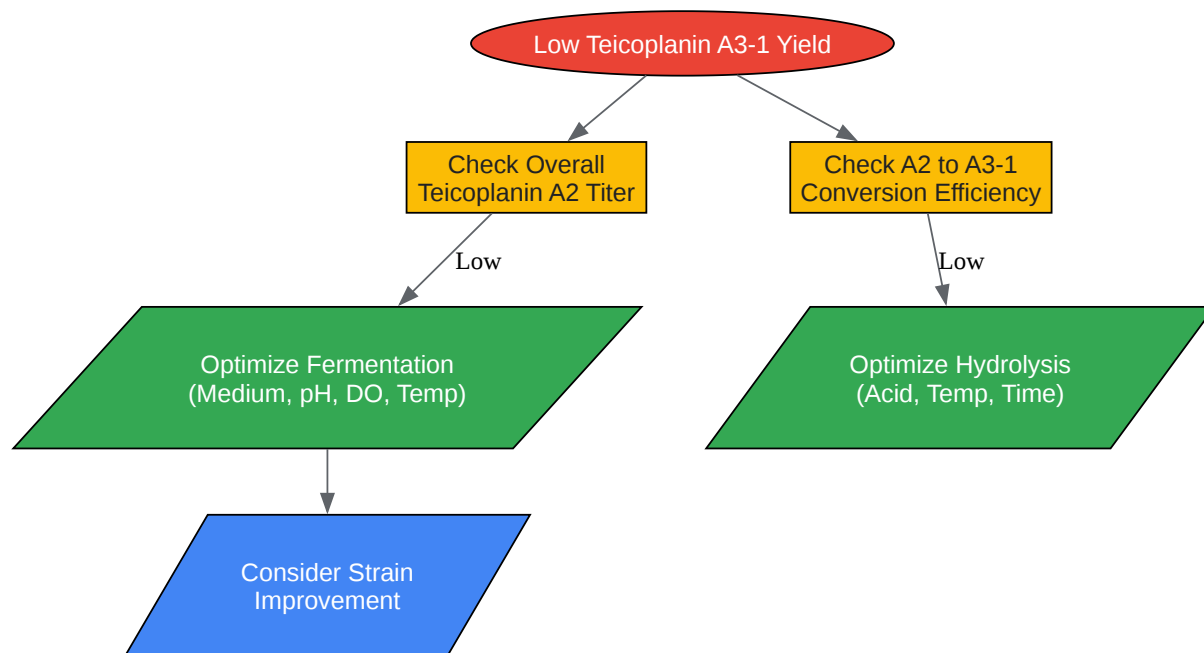 Low Teicoplanin A3-1 Yield
Check Overall
Teicoplanin A2 Titer
Check A2 to A3-1
Conversion Efficiency
Low
Low
Optimize Fermentation
(Medium, pH, DO, Temp)
Optimize Hydrolysis
(Acid, Temp, Time)
Consider Strain
Improvement